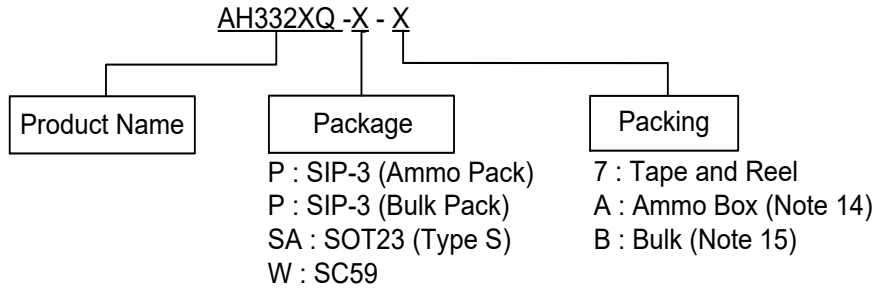 AH332XQ -X - X
Product Name
Package
Packing
P : SIP-3 (Ammo Pack)
P : SIP-3 (Bulk Pack)
SA : SOT23 (Type S)
W : SC59
7 : Tape and Reel
A : Ammo Box (Note 14)
B : Bulk (Note 15)